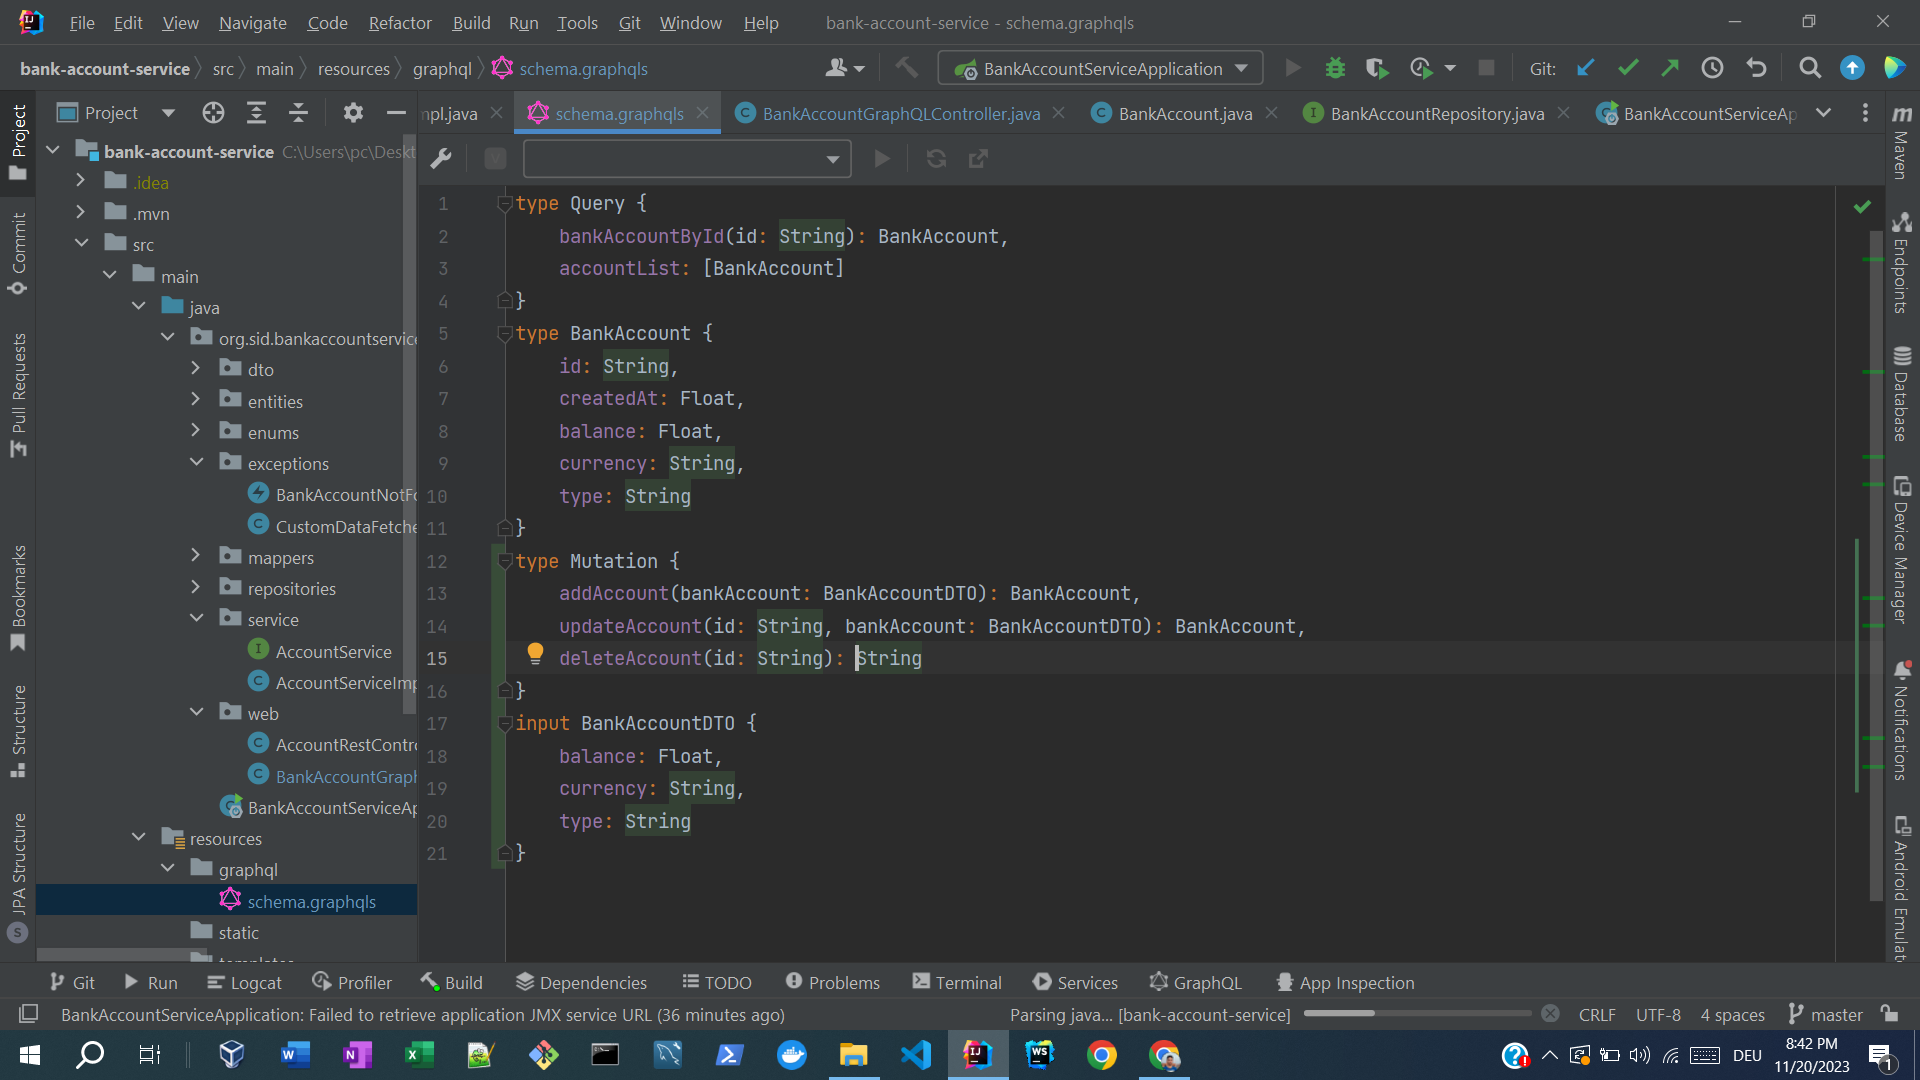 File Edit View Navigate Code Refactor Build Run Tools Git Window Help bank-account-service - schema.graphqls
bank-account-service src main resources graphql schema.graphqls BankAccountServiceApplication Git:
Project mpl.java schema.graphqls BankAccountGraphQLController.java BankAccount.java BankAccountRepository.java BankAccountServiceAp
bank-account-service C:\Users\pc\Deskt
.idea
.mvn
src
main
java
org.sid.bankaccountservice
dto
entities
enums
exceptions
BankAccountNotFo
CustomDataFetche
mappers
repositories
service
AccountService
AccountServiceImp
web
AccountRestContro
BankAccountGraph
BankAccountServiceAp
resources
graphql
schema.graphqls
static
templates
1 type Query {
2 bankAccountById(id: String): BankAccount,
3 accountList: [BankAccount]
4 }
5 type BankAccount {
6 id: String,
7 createdAt: Float,
8 balance: Float,
9 currency: String,
10 type: String
11 }
12 type Mutation {
13 addAccount(bankAccount: BankAccountDTO): BankAccount,
14 updateAccount(id: String, bankAccount: BankAccountDTO): BankAccount,
15 deleteAccount(id: String): String
16 }
17 input BankAccountDTO {
18 balance: Float,
19 currency: String,
20 type: String
21 }
Project
Commit
Pull Requests
Bookmarks
Structure
JPA Structure
Maven
Endpoints
Database
Device Manager
Notifications
Android Emulat
Git Run Logcat Profiler Build Dependencies TODO Problems Terminal Services GraphQL App Inspection
BankAccountServiceApplication: Failed to retrieve application JMX service URL (36 minutes ago) Parsing java... [bank-account-service] CRLF UTF-8 4 spaces master
DEU 8:42 PM
11/20/2023 1